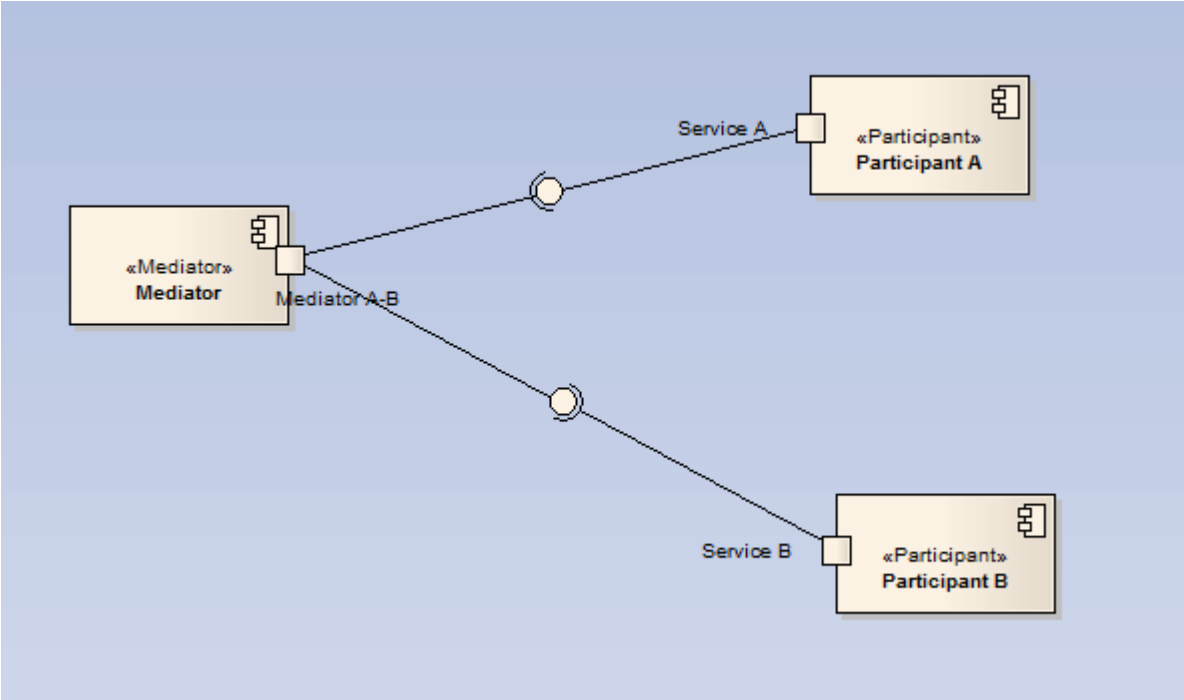 Service A
«Participant»
Participant A
«Mediator»
Mediator
Mediator A-B
Service B
«Participant»
Participant B